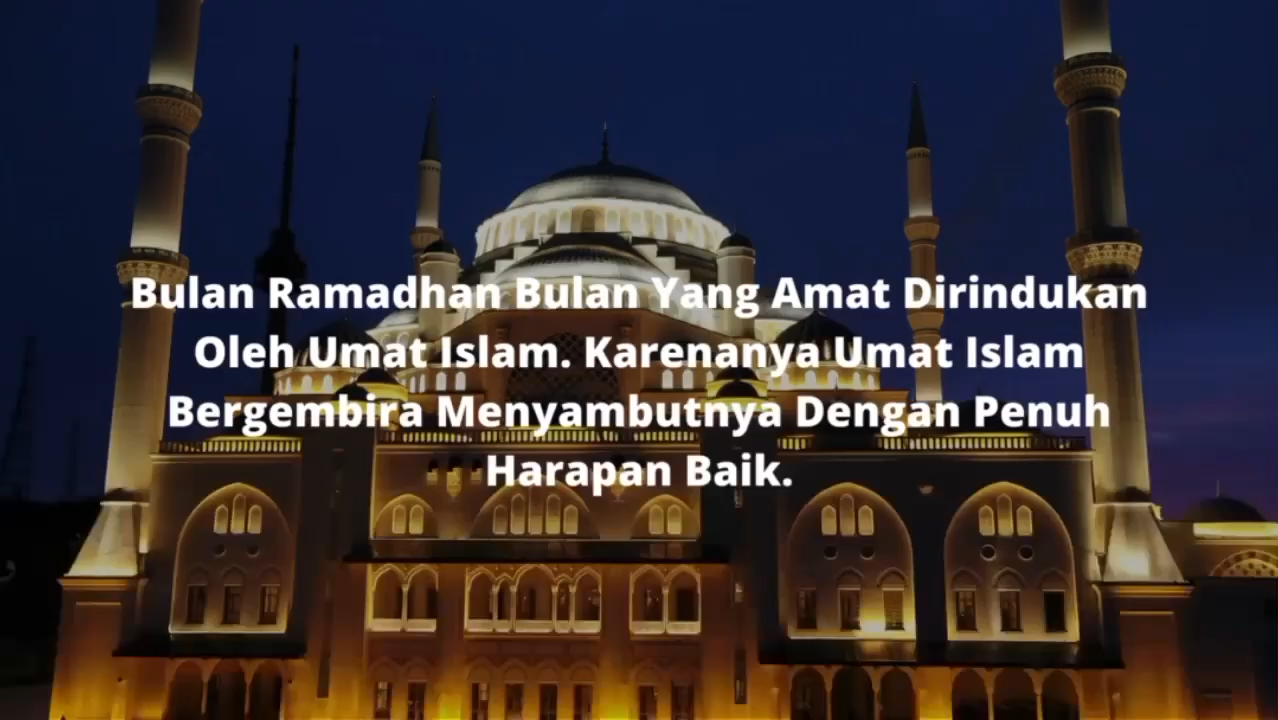 Bulan Ramadhan Bulan Yang Amat Dirindukan
Oleh Umat Islam. Karenanya Umat Islam
Bergembira Menyambutnya Dengan Penuh
Harapan Baik.